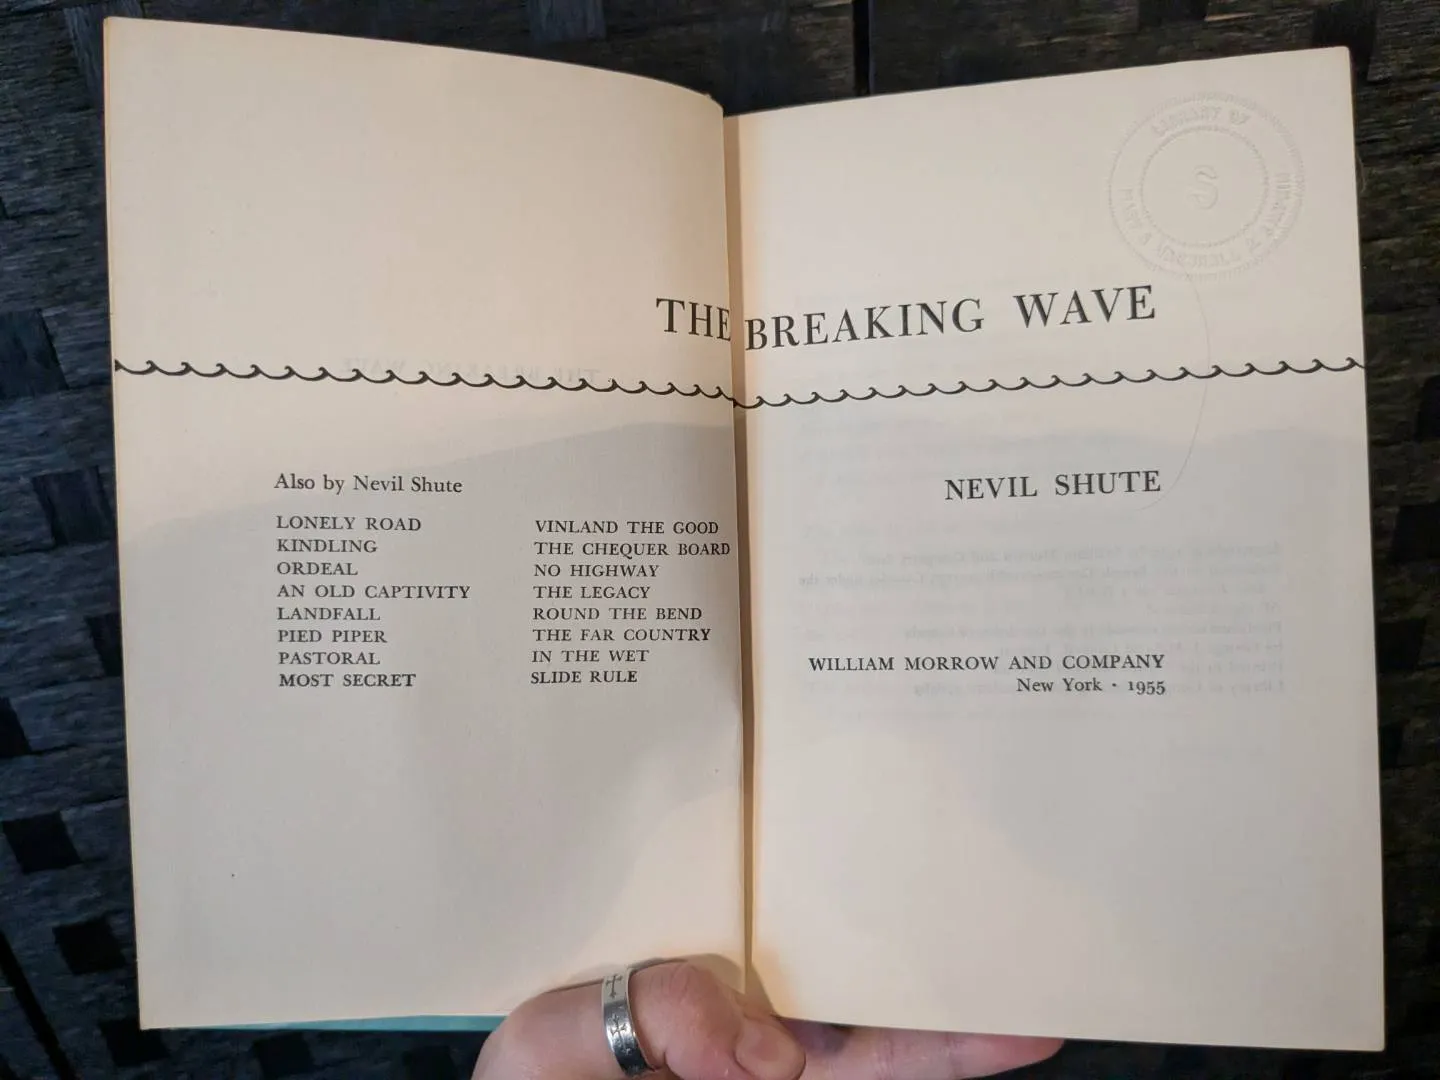 THE BREAKING WAVE
Also by Nevil Shute
LONELY ROAD
KINDLING
ORDEAL
AN OLD CAPTIVITY
LANDFALL
PIED PIPER
PASTORAL
MOST SECRET
VINLAND THE GOOD
THE CHEQUER BOARD
NO HIGHWAY
THE LEGACY
ROUND THE BEND
THE FAR COUNTRY
IN THE WET
SLIDE RULE
LIBRARY OF
S
NEVIL SHUTE
WILLIAM MORROW AND COMPANY
New York · 1955